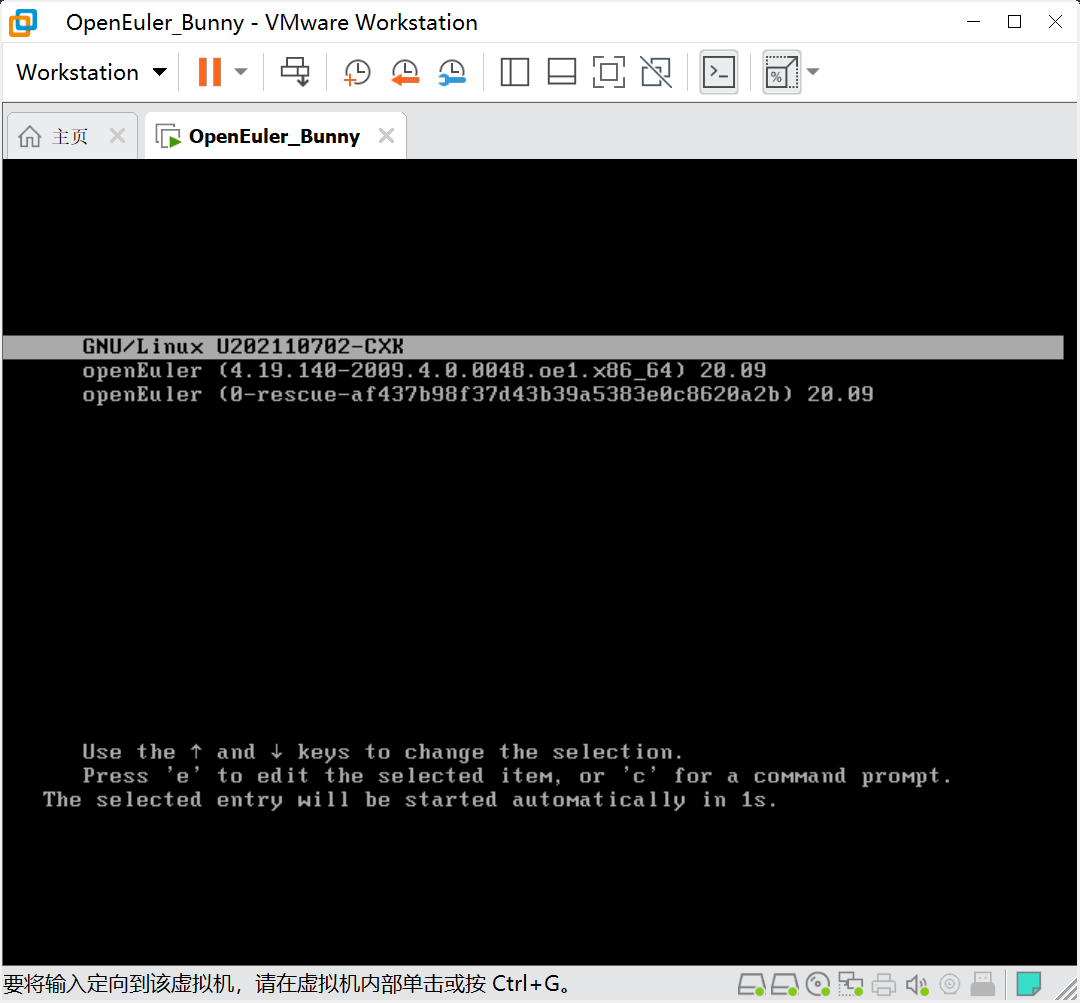 OpenEuler_Bunny - VMware Workstation
Workstation
主页
OpenEuler_Bunny
GNU/Linux U202110702-CXK
openEuler (4.19.140-2009.4.0.0048.oe1.x86_64) 20.09
openEuler (0-rescue-af437b98f37d43b39a5383e0c8620a2b) 20.09
Use the ↑ and ↓ keys to change the selection.
Press 'e' to edit the selected item, or 'c' for a command prompt.
The selected entry will be started automatically in 1s.
要将输入定向到该虚拟机，请在虚拟机内部单击或按 Ctrl+G。